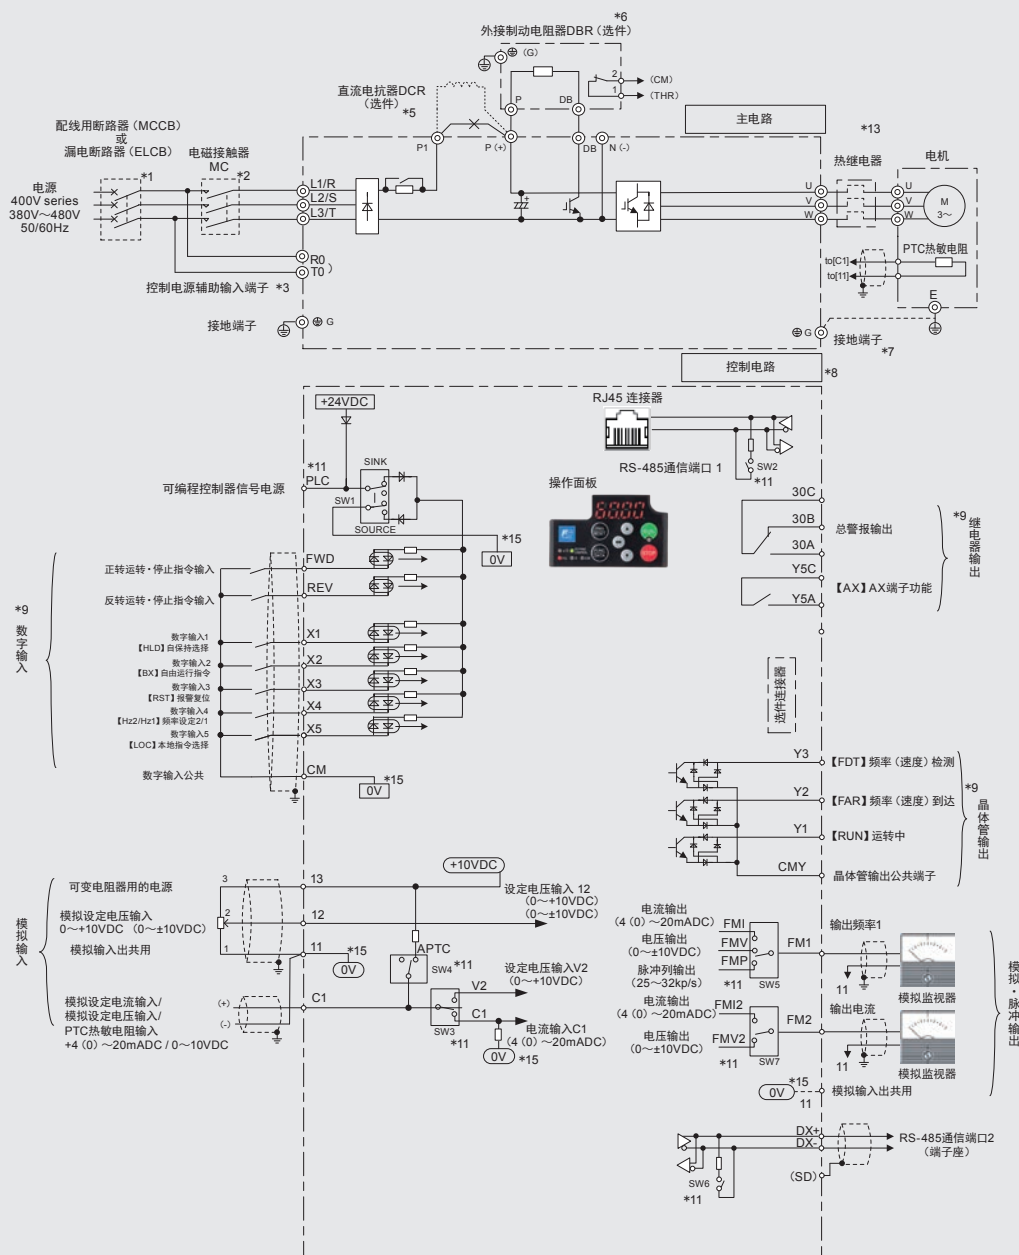 *6
外接制动电阻器DBR (选件)
(G)
2
(CM)
1
(THR)
直流电抗器DCR
(选件)
*5
P
DB
主电路
*13
配线用断路器 (MCCB)
或
漏电断路器 (ELCB)
*1
电磁接触器
MC
*2
P1
P (+)
DB
N (-)
热继电器
电机
电源
400V series
380V～480V
50/60Hz
L1/R
L2/S
L3/T
U
V
W
U
V
W
M
3～
R0
T0 )
控制电源辅助输入端子 *3
to[C1]
to[11]
PTC热敏电阻
E
接地端子
G
G
接地端子
*7
控制电路
*8
+24VDC
RJ45 连接器
RS-485通信端口 1
SW2
*11
*11
PLC
可编程控制器信号电源
SINK
SW1
SOURCE
操作面板
60.00
STOP
*15
0V
30C
30B
总警报输出
30A
Y5C
【AX】AX端子功能
Y5A
*9
继电器输出
*9
数字输入
正转运转・停止指令输入
FWD
反转运转・停止指令输入
REV
数字输入1
【HLD】自保持选择
X1
数字输入2
【BX】自由运行指令
X2
数字输入3
【RST】报警复位
X3
数字输入4
【Hz2/Hz1】频率设定2/1
X4
数字输入5
【LOC】本地指令选择
X5
数字输入公共
CM
*15
0V
选件连接器
Y3
【FDT】频率（速度）检测
Y2
【FAR】频率（速度）到达
Y1
【RUN】运转中
CMY
晶体管输出公共端子
*9
晶体管输出
模拟输入
可变电阻器用的电源
3
13
+10VDC
模拟设定电压输入
0～+10VDC （0～±10VDC）
2
12
设定电压输入 12
（0～+10VDC）
（0～±10VDC）
模拟输入出共用
1
11
*15
0V
APTC
SW4
*11
设定电压输入V2
（0～+10VDC）
V2
模拟设定电流输入/
模拟设定电压输入/
PTC热敏电阻输入
+4（0）～20mADC / 0～10VDC
(+)
(-)
C1
SW3
*11
C1
电流输入C1
（4（0）～20mADC）
0V
*15
电流输出
（4（0）～20mADC）
FMI
电压输出
（0～±10VDC）
FMV
脉冲列输出
（25～32kp/s）
FMP
*11
SW5
FM1
输出频率1
11
模拟监视器
电流输出
（4（0）～20mADC）
FMI2
电压输出
（0～±10VDC）
FMV2
*11
SW7
FM2
输出电流
11
模拟监视器
模拟・脉冲输出
0V
*15
11
模拟输入出共用
DX+
DX-
RS-485通信端口2
（端子座）
SW6
*11
(SD)